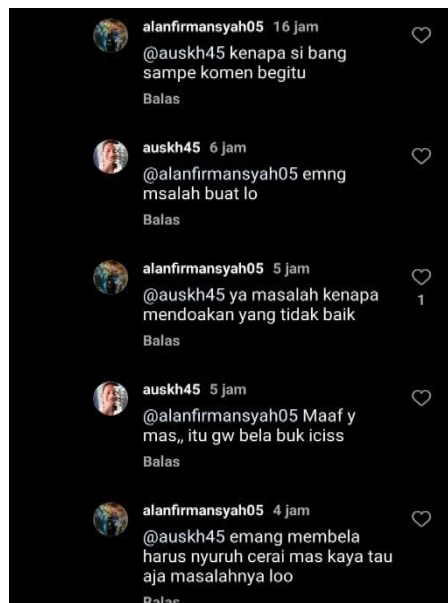 alanfirmansyah05 16 jam
@auskh45 kenapa si bang
sampe komen begitu
Balas
auskh45 6 jam
@alanfirmansyah05 emng
msalah buat lo
Balas
alanfirmansyah05 5 jam
@auskh45 ya masalah kenapa
mendoakan yang tidak baik
1
Balas
auskh45 5 jam
@alanfirmansyah05 Maaf y
mas,, itu gw bela buk iciss
Balas
alanfirmansyah05 4 jam
@auskh45 emang membela
harus nyuruh cerai mas kaya tau
aja masalahnya loo
Balas